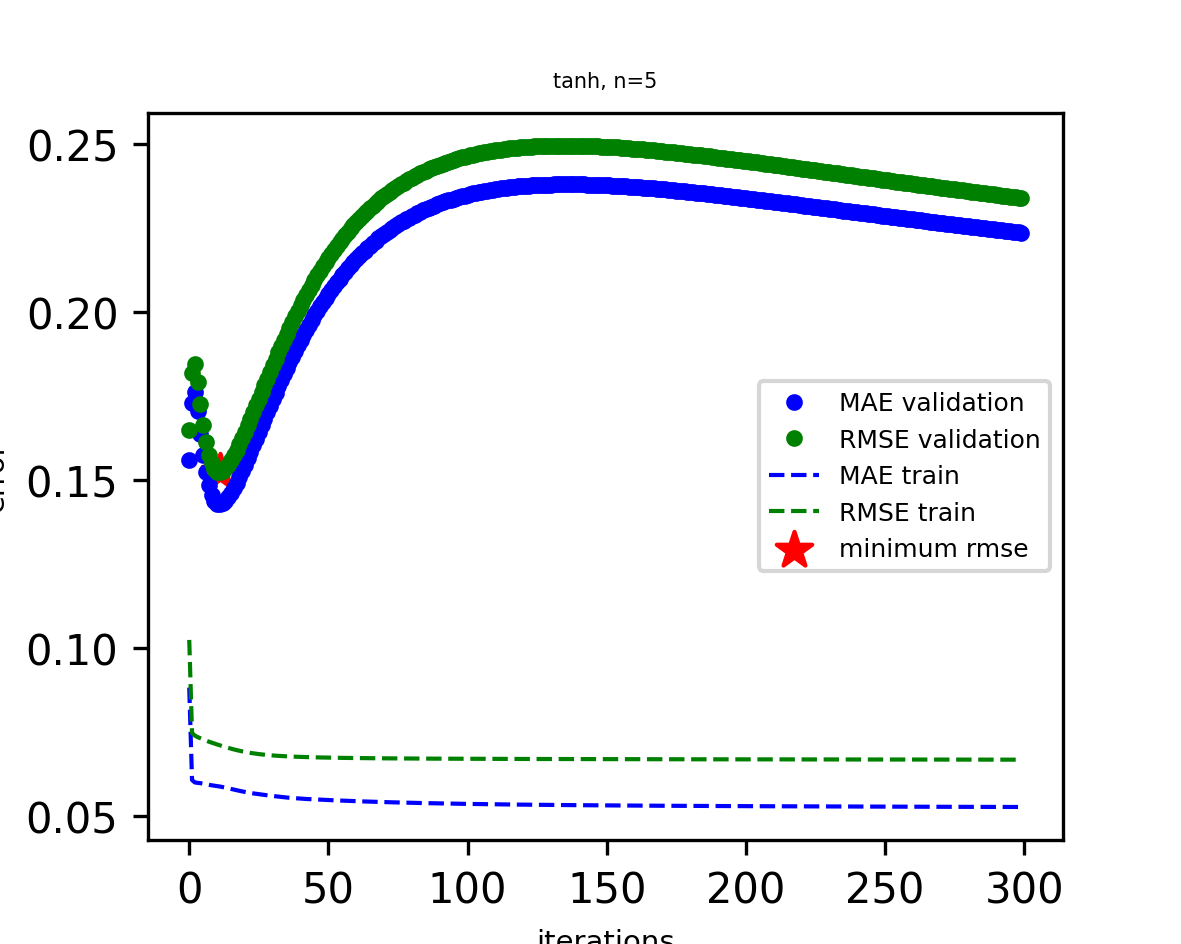 tanh, n=5
0.25
0.20
0.15
0.10
0.05
MAE validation
RMSE validation
MAE train
RMSE train
minimum rmse
0 50 100 150 200 250 300
iterations